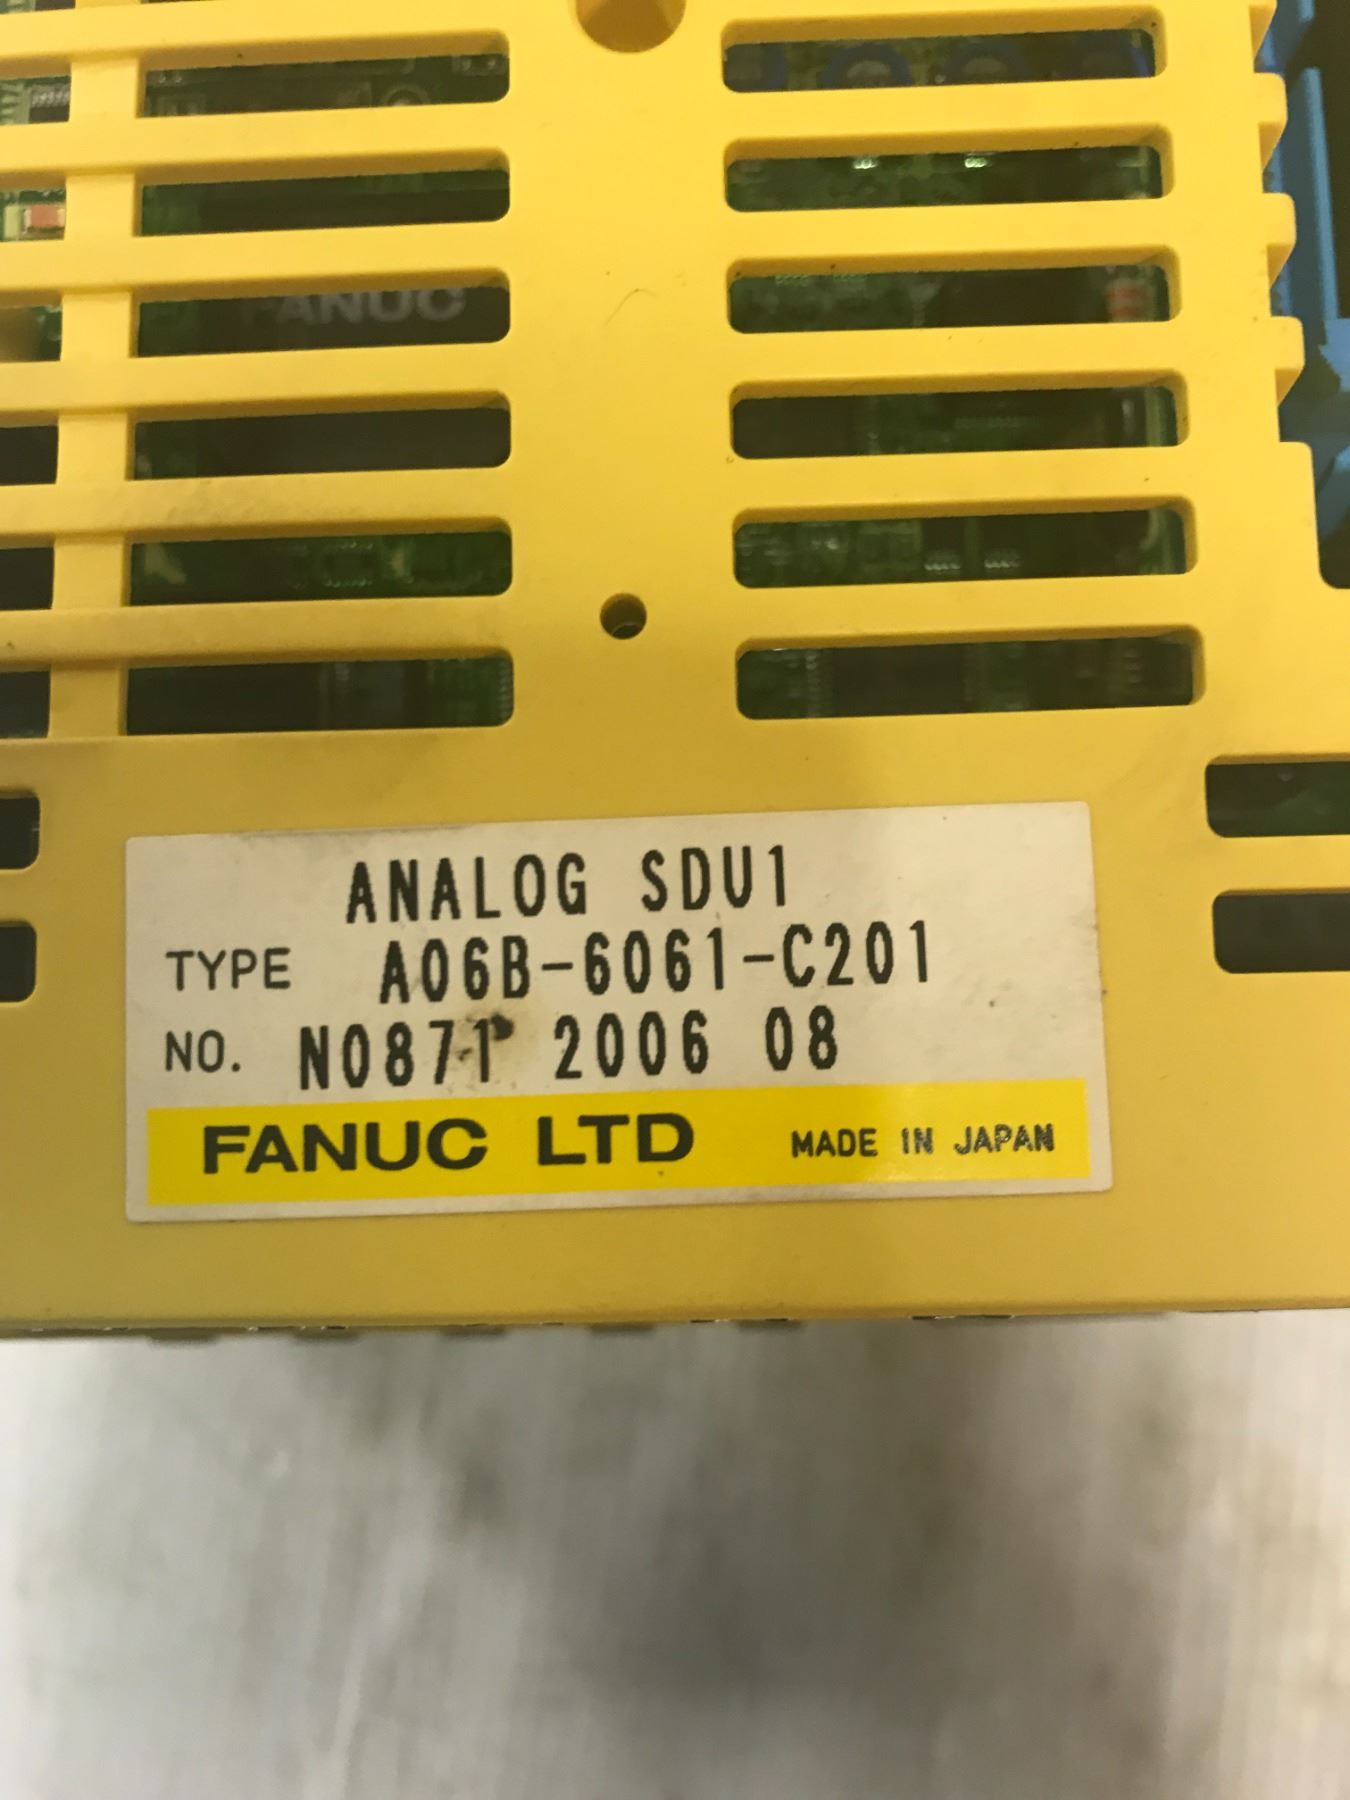 FANUC
ANALOG SDU1
TYPE A06B-6061-C201
NO. N0871 2006 08
FANUC LTD MADE IN JAPAN